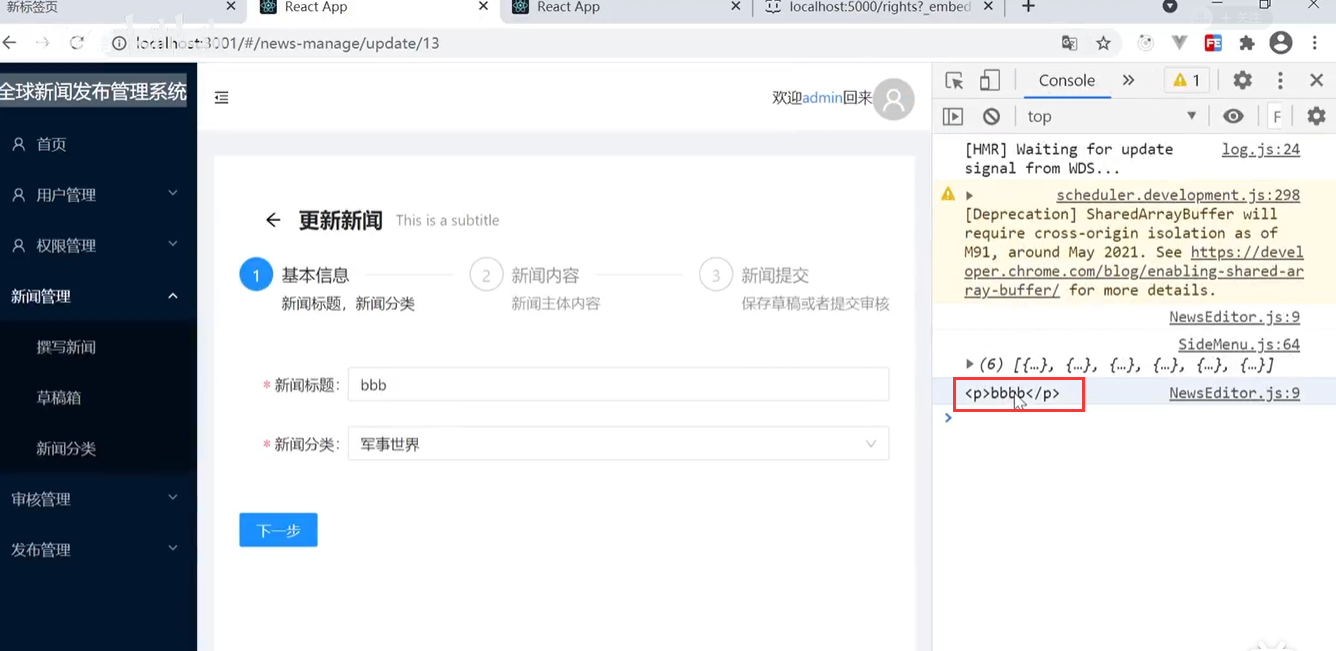 新标签页
React App
React App
localhost:5000/rights?_embed
localhost:3001/#/news-manage/update/13
全球新闻发布管理系统
首页
用户管理
权限管理
新闻管理
撰写新闻
草稿箱
新闻分类
审核管理
发布管理
欢迎admin回来
更新新闻 This is a subtitle
1 基本信息
新闻标题，新闻分类
2 新闻内容
新闻主体内容
3 新闻提交
保存草稿或者提交审核
* 新闻标题: bbb
* 新闻分类: 军事世界
下一步
Console 1
top F
[HMR] Waiting for update log.js:24
signal from WDS...
scheduler.development.js:298
[Deprecation] SharedArrayBuffer will
require cross-origin isolation as of
M91, around May 2021. See https://devel
oper.chrome.com/blog/enabling-shared-ar
ray-buffer/ for more details.
NewsEditor.js:9
SideMenu.js:64
(6) [{…}, {…}, {…}, {…}, {…}, {…}]
<p>bbbb</p> NewsEditor.js:9